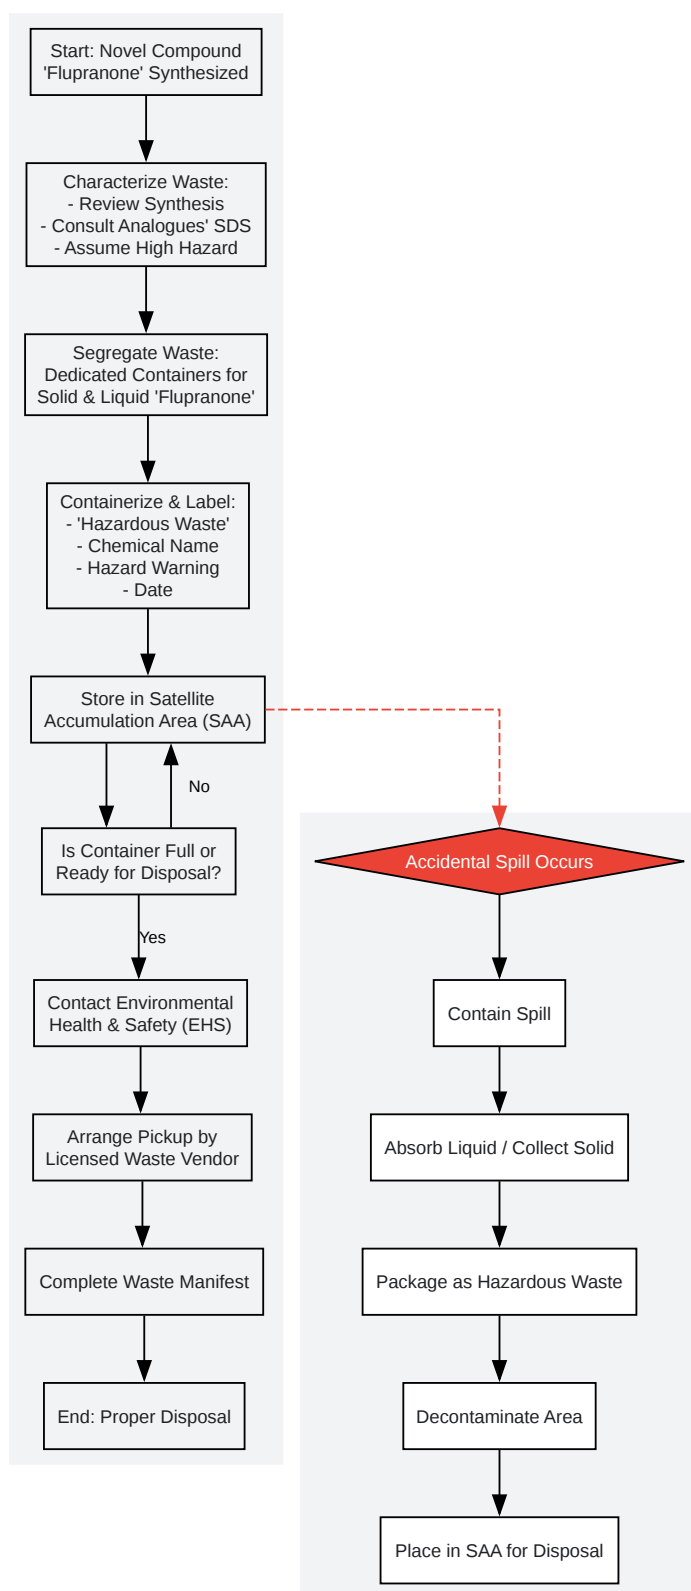 Start: Novel Compound
'Flupranone' Synthesized
Characterize Waste:
- Review Synthesis
- Consult Analogues' SDS
- Assume High Hazard
Segregate Waste:
Dedicated Containers for
Solid & Liquid 'Flupranone'
Containerize & Label:
- 'Hazardous Waste'
- Chemical Name
- Hazard Warning
- Date
Store in Satellite
Accumulation Area (SAA)
No
Is Container Full or
Ready for Disposal?
Yes
Contact Environmental
Health & Safety (EHS)
Arrange Pickup by
Licensed Waste Vendor
Complete Waste Manifest
End: Proper Disposal
Accidental Spill Occurs
Contain Spill
Absorb Liquid / Collect Solid
Package as Hazardous Waste
Decontaminate Area
Place in SAA for Disposal